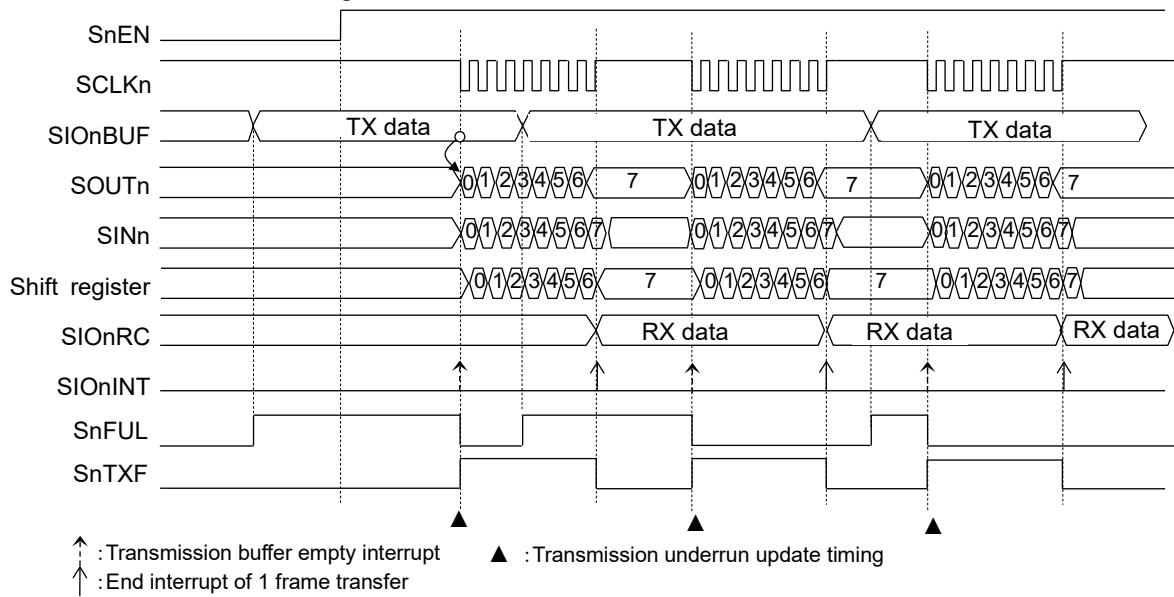 SnEN
SCLKn
SIOnBUF TX data TX data TX data
SOUTn 0 1 2 3 4 5 6 7 0 1 2 3 4 5 6 7 0 1 2 3 4 5 6 7
SINn 0 1 2 3 4 5 6 7 0 1 2 3 4 5 6 7 0 1 2 3 4 5 6 7
Shift register 0 1 2 3 4 5 6 7 0 1 2 3 4 5 6 7 0 1 2 3 4 5 6 7
SIOnRC RX data RX data RX data
SIOnINT
SnFUL
SnTXF
:Transmission buffer empty interrupt ▲ :Transmission underrun update timing
:End interrupt of 1 frame transfer